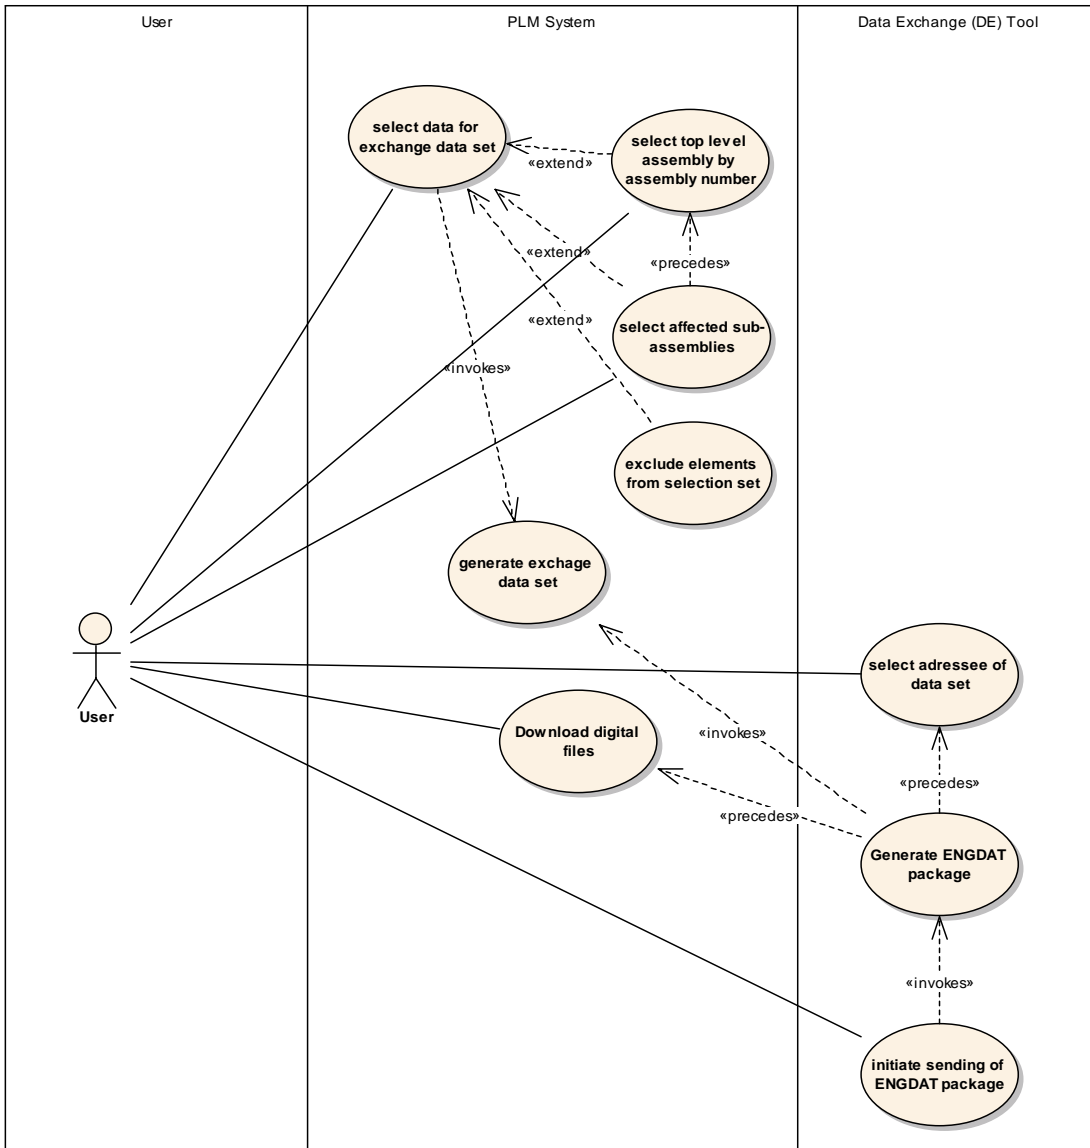 User
PLM System
Data Exchange (DE) Tool
select data for
exchange data set
«extend»
select top level
assembly by
assembly number
«extend»
«precedes»
«extend»
select affected sub-
assemblies
«invokes»
exclude elements
from selection set
generate exchage
data set
User
select adressee of
data set
Download digital
files
«invokes»
«precedes»
«precedes»
Generate ENGDAT
package
«invokes»
initiate sending of
ENGDAT package